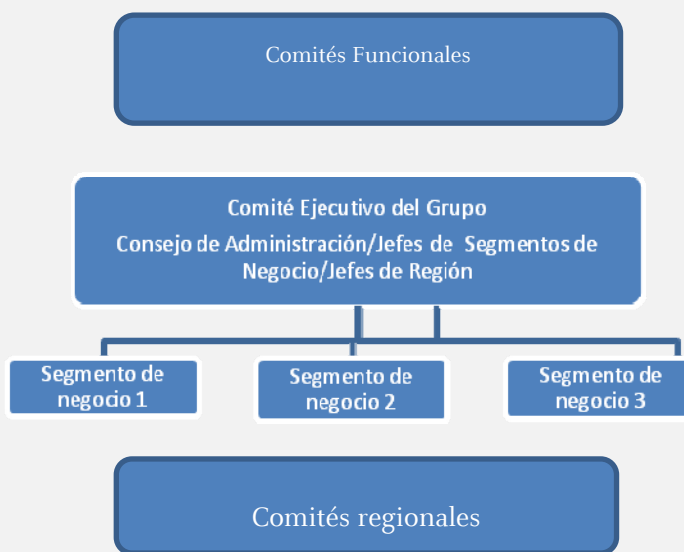 Comités Funcionales
Comité Ejecutivo del Grupo
Consejo de Administración/Jefes de Segmentos de
Negocio/Jefes de Región
Segmento de
negocio 1
Segmento de
negocio 2
Segmento de
negocio 3
Comités regionales